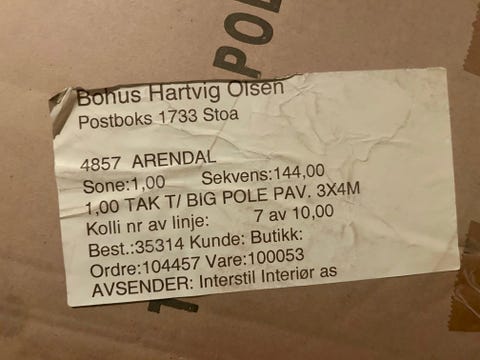 Bohus Hartvig Olsen
Postboks 1733 Stoa
4857 ARENDAL
Sone:1,00 Sekvens:144,00
1,00 TAK T/ BIG POLE PAV. 3X4M
Kolli nr av linje: 7 av 10,00
Best.:35314 Kunde: Butikk:
Ordre:104457 Vare:100053
AVSENDER: Interstil Interiør as